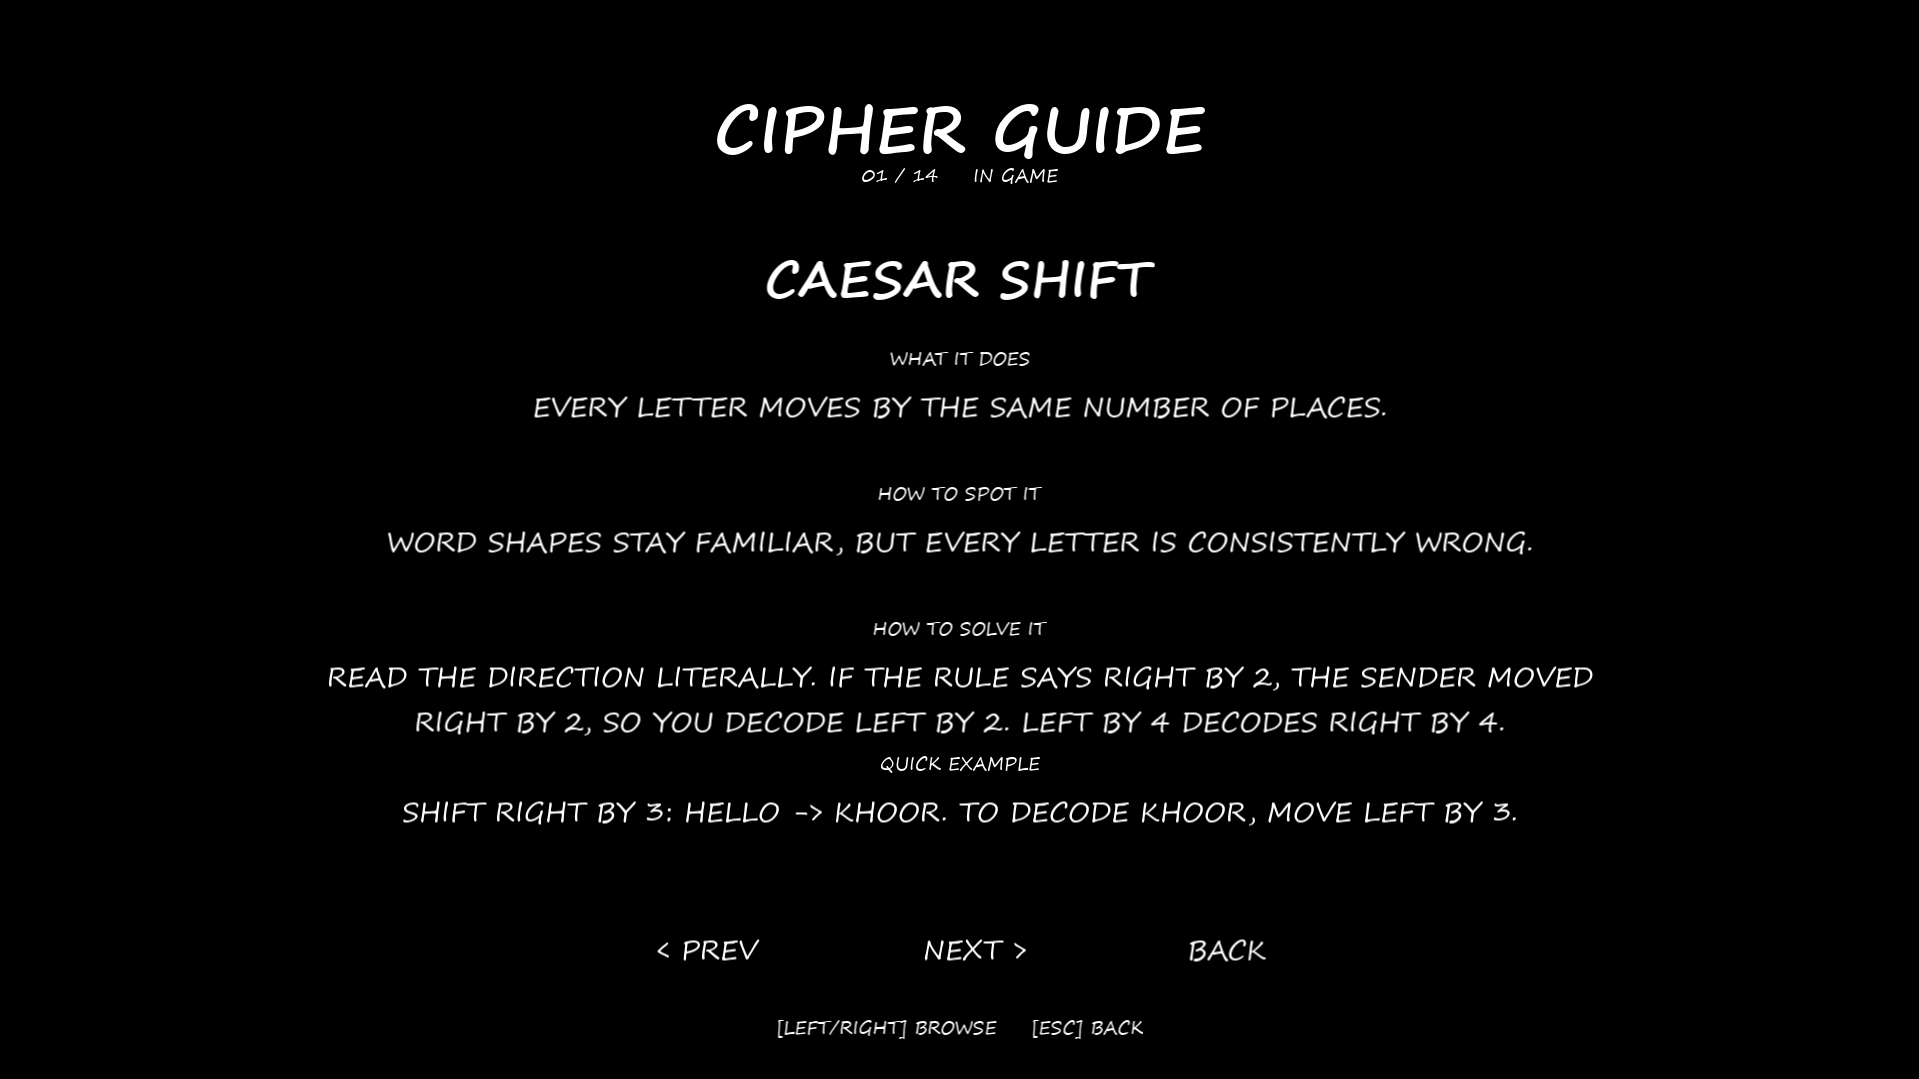 CIPHER GUIDE
01 / 14 IN GAME
CAESAR SHIFT
WHAT IT DOES
EVERY LETTER MOVES BY THE SAME NUMBER OF PLACES.
HOW TO SPOT IT
WORD SHAPES STAY FAMILIAR, BUT EVERY LETTER IS CONSISTENTLY WRONG.
HOW TO SOLVE IT
READ THE DIRECTION LITERALLY. IF THE RULE SAYS RIGHT BY 2, THE SENDER MOVED
RIGHT BY 2, SO YOU DECODE LEFT BY 2. LEFT BY 4 DECODES RIGHT BY 4.
QUICK EXAMPLE
SHIFT RIGHT BY 3: HELLO -> KHOOR. TO DECODE KHOOR, MOVE LEFT BY 3.
< PREV NEXT > BACK
[LEFT/RIGHT] BROWSE [ESC] BACK